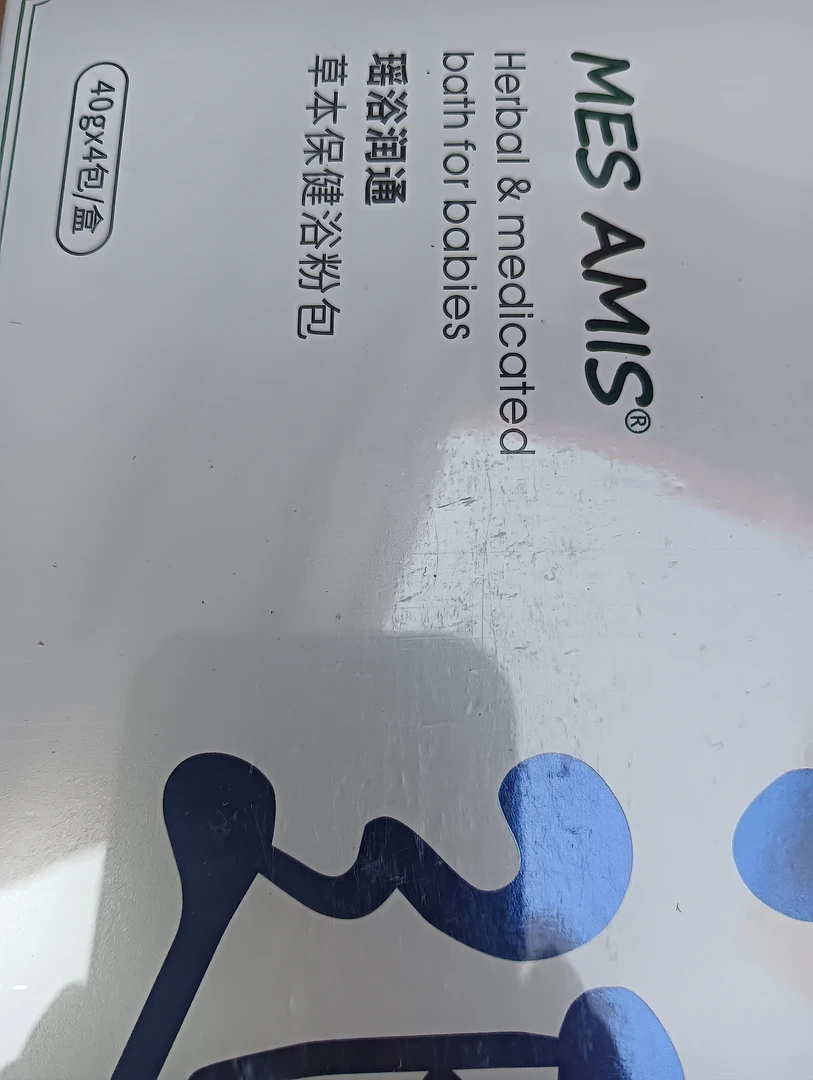 MES AMIS®
Herbal & medicated
bath for babies
瑶浴润通
草本保健浴粉包
40gx4包/盒